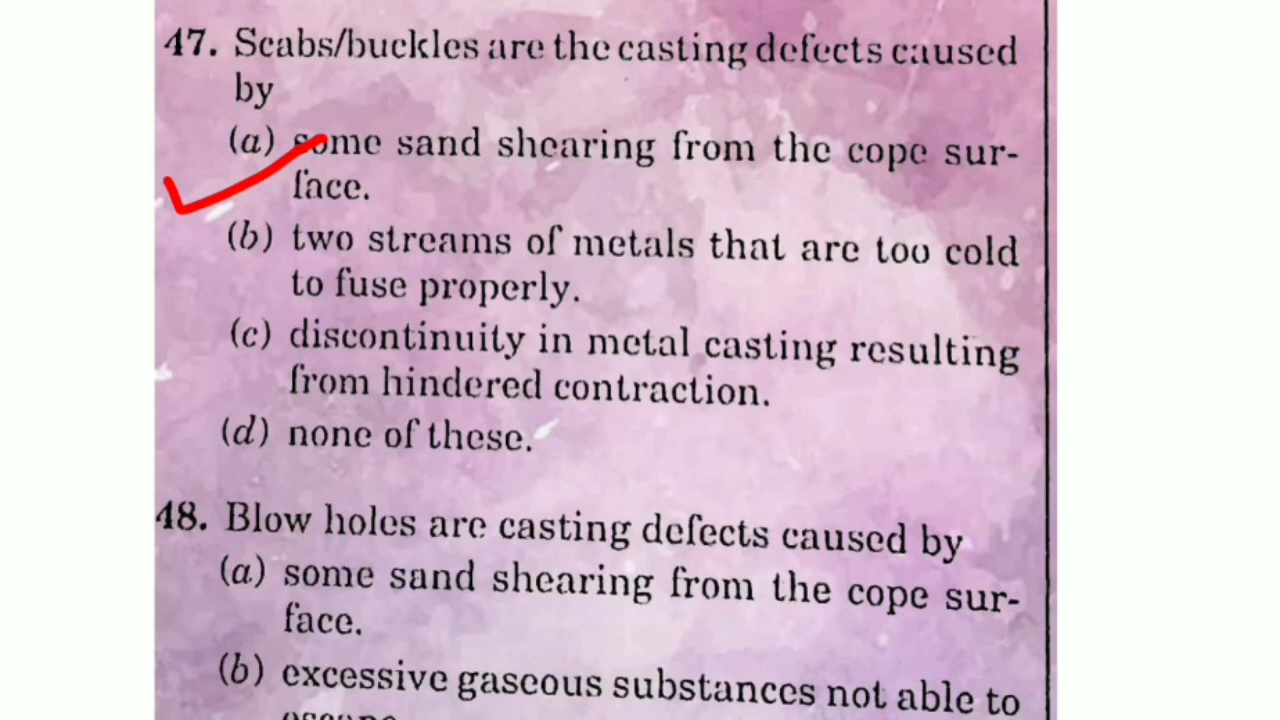 47. Scabs/buckles are the casting defects caused
by
(a) some sand shearing from the cope sur-
face.
(b) two streams of metals that are too cold
to fuse properly.
(c) discontinuity in metal casting resulting
from hindered contraction.
(d) none of these.
48. Blow holes are casting defects caused by
(a) some sand shearing from the cope sur-
face.
(b) excessive gaseous substances not able to